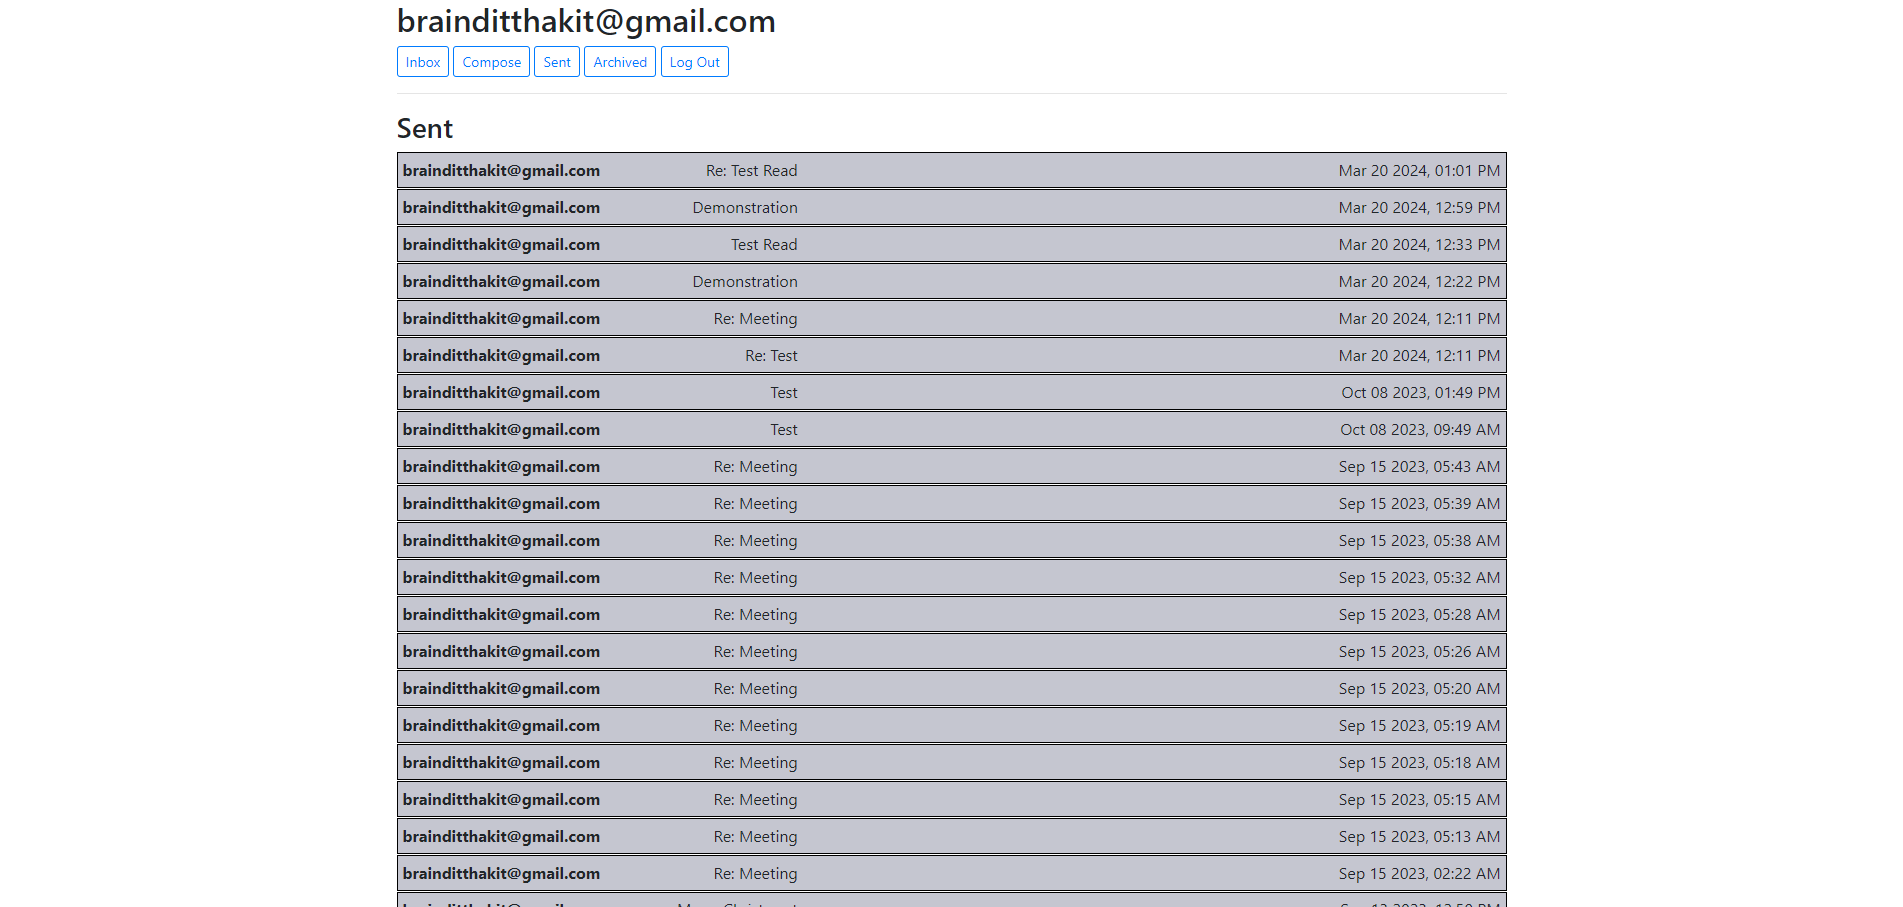 brainditthakit@gmail.com
Inbox Compose Sent Archived Log Out
Sent
brainditthakit@gmail.com Re: Test Read Mar 20 2024, 01:01 PM
brainditthakit@gmail.com Demonstration Mar 20 2024, 12:59 PM
brainditthakit@gmail.com Test Read Mar 20 2024, 12:33 PM
brainditthakit@gmail.com Demonstration Mar 20 2024, 12:22 PM
brainditthakit@gmail.com Re: Meeting Mar 20 2024, 12:11 PM
brainditthakit@gmail.com Re: Test Mar 20 2024, 12:11 PM
brainditthakit@gmail.com Test Oct 08 2023, 01:49 PM
brainditthakit@gmail.com Test Oct 08 2023, 09:49 AM
brainditthakit@gmail.com Re: Meeting Sep 15 2023, 05:43 AM
brainditthakit@gmail.com Re: Meeting Sep 15 2023, 05:39 AM
brainditthakit@gmail.com Re: Meeting Sep 15 2023, 05:38 AM
brainditthakit@gmail.com Re: Meeting Sep 15 2023, 05:32 AM
brainditthakit@gmail.com Re: Meeting Sep 15 2023, 05:28 AM
brainditthakit@gmail.com Re: Meeting Sep 15 2023, 05:26 AM
brainditthakit@gmail.com Re: Meeting Sep 15 2023, 05:20 AM
brainditthakit@gmail.com Re: Meeting Sep 15 2023, 05:19 AM
brainditthakit@gmail.com Re: Meeting Sep 15 2023, 05:18 AM
brainditthakit@gmail.com Re: Meeting Sep 15 2023, 05:15 AM
brainditthakit@gmail.com Re: Meeting Sep 15 2023, 05:13 AM
brainditthakit@gmail.com Re: Meeting Sep 15 2023, 02:22 AM